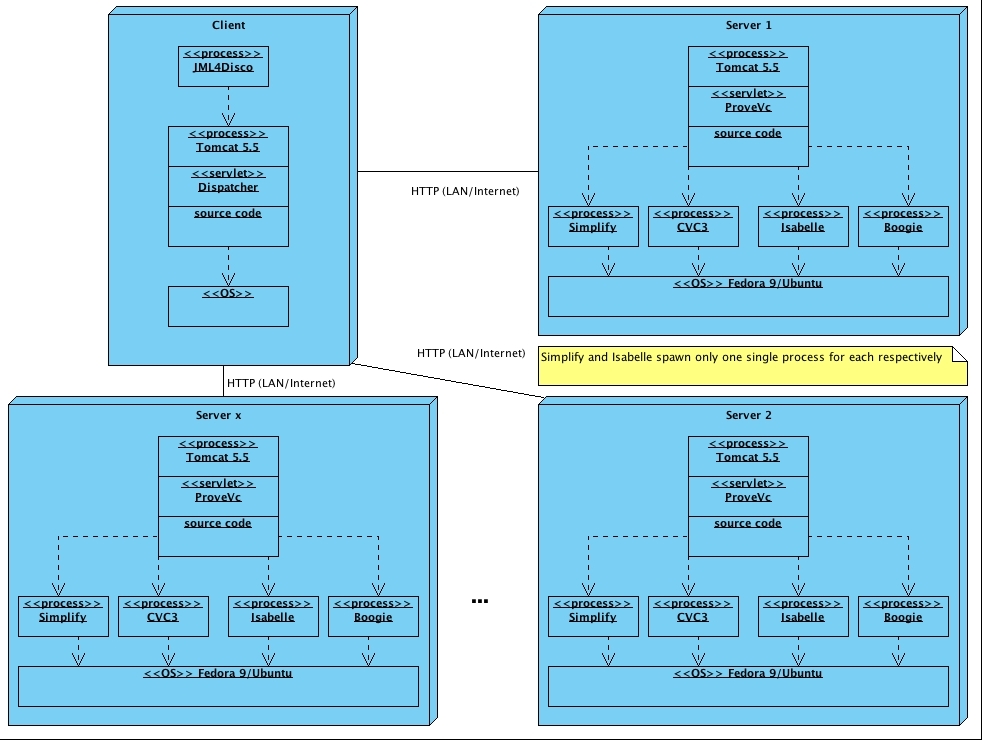 Client
<<process>>
JML4Disco
<<process>>
Tomcat 5.5
<<servlet>>
Dispatcher
source code
<<OS>>
HTTP (LAN/Internet)
Server 1
<<process>>
Tomcat 5.5
<<servlet>>
ProveVc
source code
<<process>>
Simplify
<<process>>
CVC3
<<process>>
Isabelle
<<process>>
Boogie
<<OS>> Fedora 9/Ubuntu
HTTP (LAN/Internet)
Simplify and Isabelle spawn only one single process for each respectively
HTTP (LAN/Internet)
Server x
<<process>>
Tomcat 5.5
<<servlet>>
ProveVc
source code
<<process>>
Simplify
<<process>>
CVC3
<<process>>
Isabelle
<<process>>
Boogie
<<OS>> Fedora 9/Ubuntu
...
Server 2
<<process>>
Tomcat 5.5
<<servlet>>
ProveVc
source code
<<process>>
Simplify
<<process>>
CVC3
<<process>>
Isabelle
<<process>>
Boogie
<<OS>> Fedora 9/Ubuntu